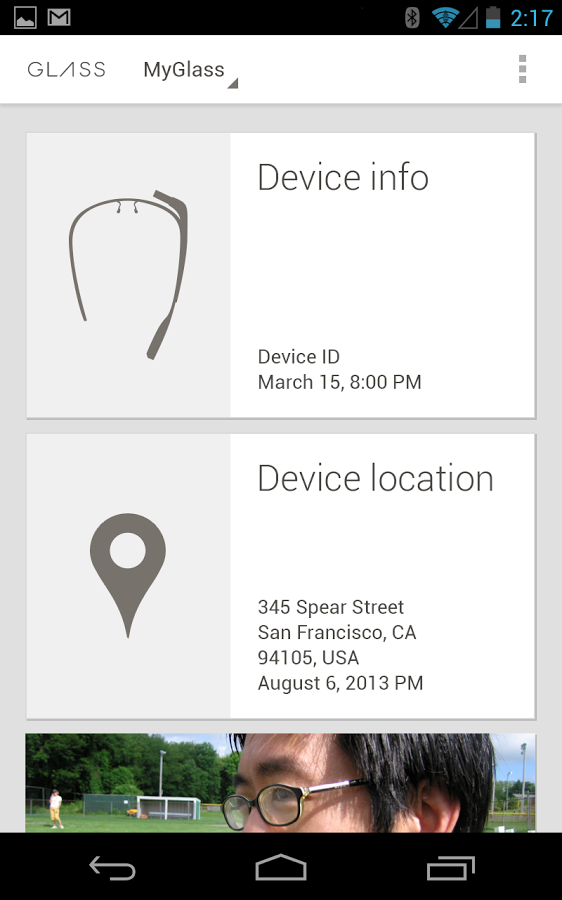 2:17
GLASS MyGlass
Device info
Device ID
March 15, 8:00 PM
Device location
345 Spear Street
San Francisco, CA
94105, USA
August 6, 2013 PM